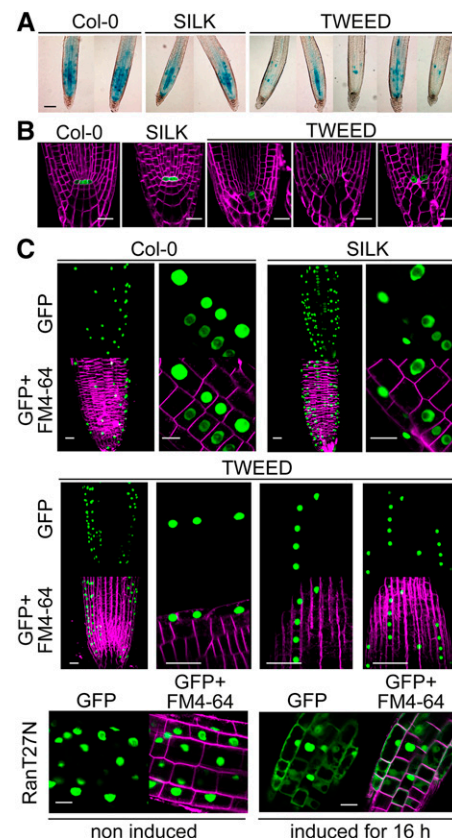 A
Col-0 SILK TWEED
B
Col-0 SILK TWEED
C
Col-0 SILK
GFP
GFP+
FM4-64
TWEED
GFP
GFP+
FM4-64
GFP GFP+
FM4-64 GFP GFP+
FM4-64
RanT27N
non induced induced for 16 h